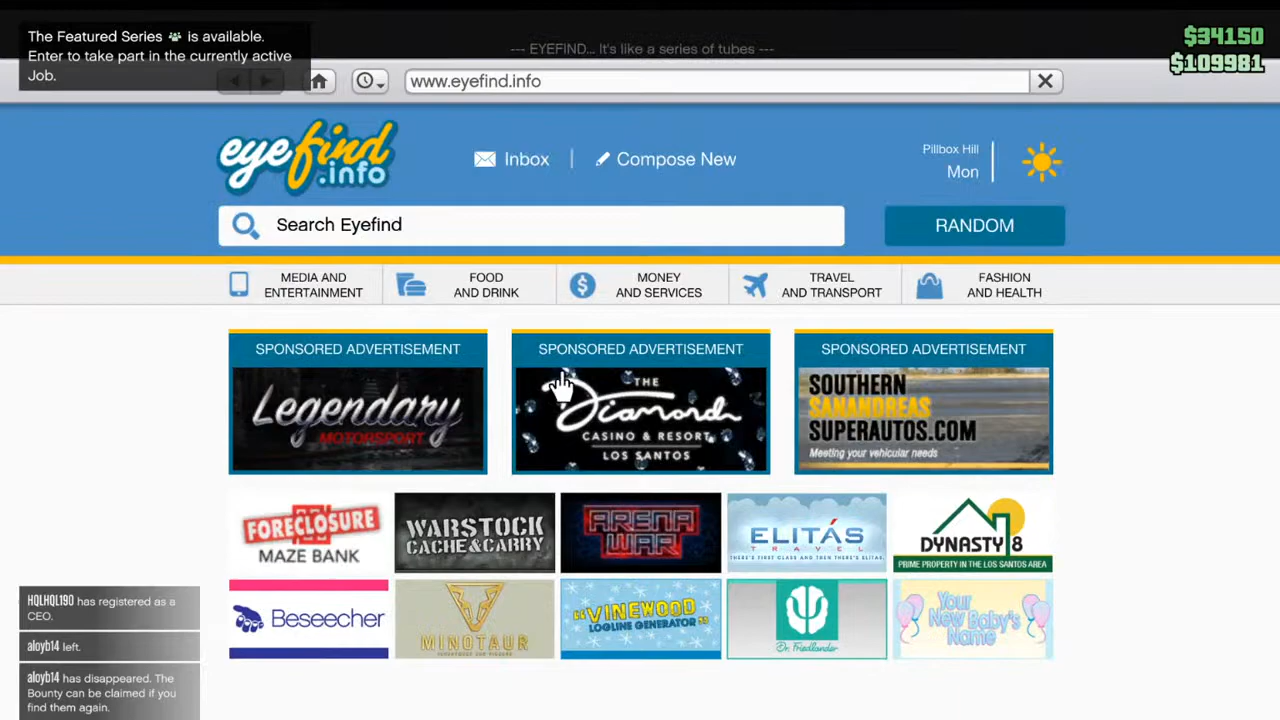 The Featured Series is available.
Enter to take part in the currently active
Job.
--- EYEFIND... It's like a series of tubes ---
$34150
$109981
www.eyefind.info
eyefind
.info
Inbox
Compose New
Pillbox Hill
Mon
Search Eyefind
RANDOM
MEDIA AND
ENTERTAINMENT
FOOD
AND DRINK
MONEY
AND SERVICES
TRAVEL
AND TRANSPORT
FASHION
AND HEALTH
SPONSORED ADVERTISEMENT
Legendary
MOTORSPORT
SPONSORED ADVERTISEMENT
THE
Diamond
CASINO & RESORT
LOS SANTOS
SPONSORED ADVERTISEMENT
SOUTHERN
SANANDREAS
SUPERAUTOS.COM
Meeting your vehicular needs
FORECLOSURE
MAZE BANK
WARSTOCK
CACHE&CARRY
ARENA
WAR
ELITÁS
TRAVEL
THERE'S FIRST CLASS AND THEN THERE'S ELITAS.
DYNASTY 8
PRIME PROPERTY IN THE LOS SANTOS AREA
Beseecher
MINOTAUR
"VINEWOOD
LOGLINE GENERATOR"
Dr. Friedlander
Your
New Baby's
Name
HQLHQL190 has registered as a
CEO.
aloyb14 left.
aloyb14 has disappeared. The
Bounty can be claimed if you
find them again.